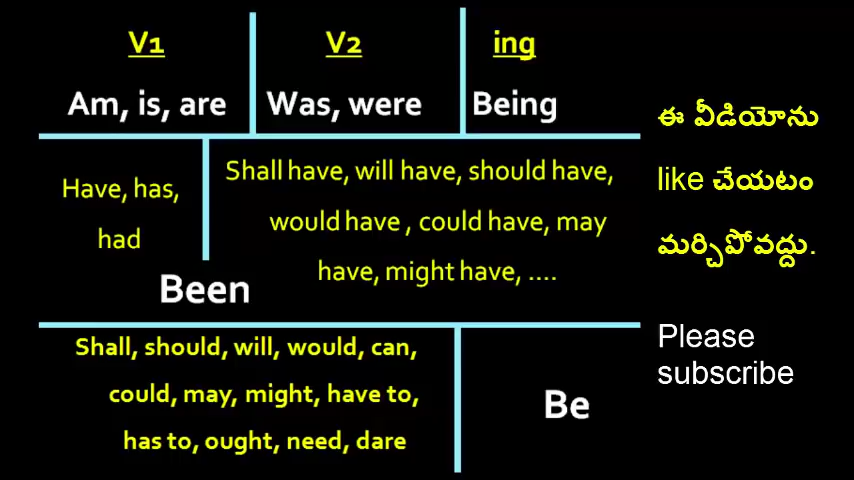 V1 V2 ing
Am, is, are Was, were Being
Have, has,
had
Shall have, will have, should have,
would have , could have, may
have, might have, ....
Been
Shall, should, will, would, can,
could, may, might, have to,
has to, ought, need, dare
Be
ఈ వీడియోను
like చేయటం
మర్చిపోవద్దు.
Please
subscribe